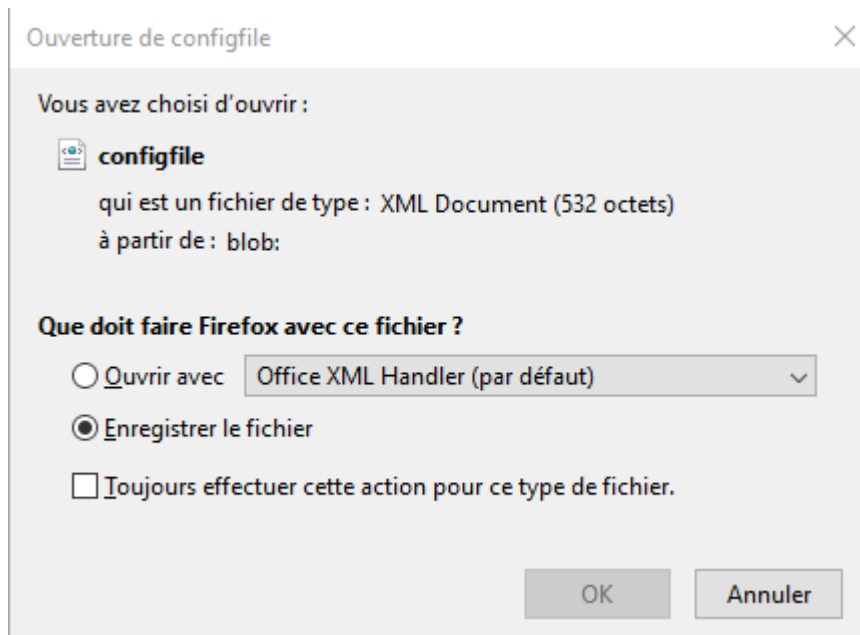 Ouverture de configfile
Vous avez choisi d’ouvrir :
configfile
qui est un fichier de type : XML Document (532 octets)
à partir de : blob:
Que doit faire Firefox avec ce fichier ?
Ouvrir avec Office XML Handler (par défaut)
Enregistrer le fichier
Toujours effectuer cette action pour ce type de fichier.
OK Annuler